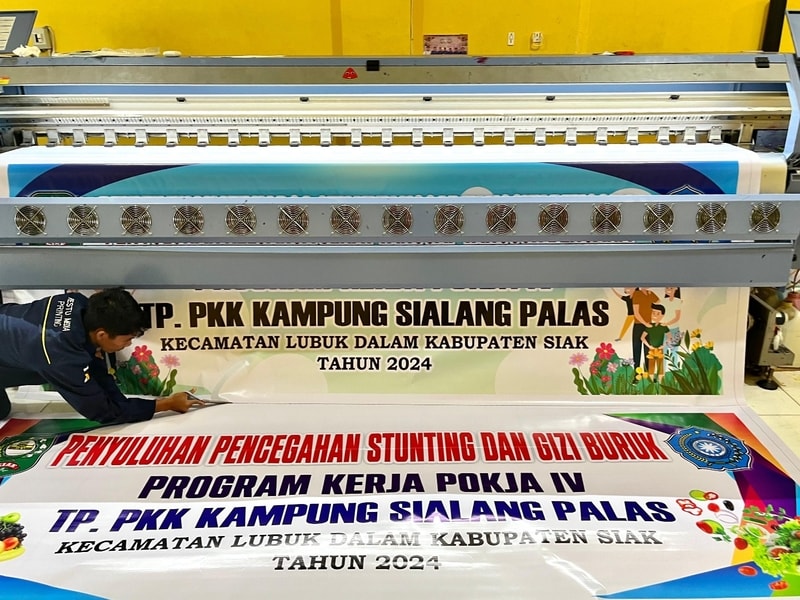 TP. PKK KAMPUNG SIALANG PALAS
KECAMATAN LUBUK DALAM KABUPATEN SIAK
TAHUN 2024
PRINTING
PENYULUHAN PENCEGAHAN STUNTING DAN GIZI BURUK
PROGRAM KERJA POKJA IV
TP. PKK KAMPUNG SIALANG PALAS
KECAMATAN LUBUK DALAM KABUPATEN SIAK
TAHUN 2024